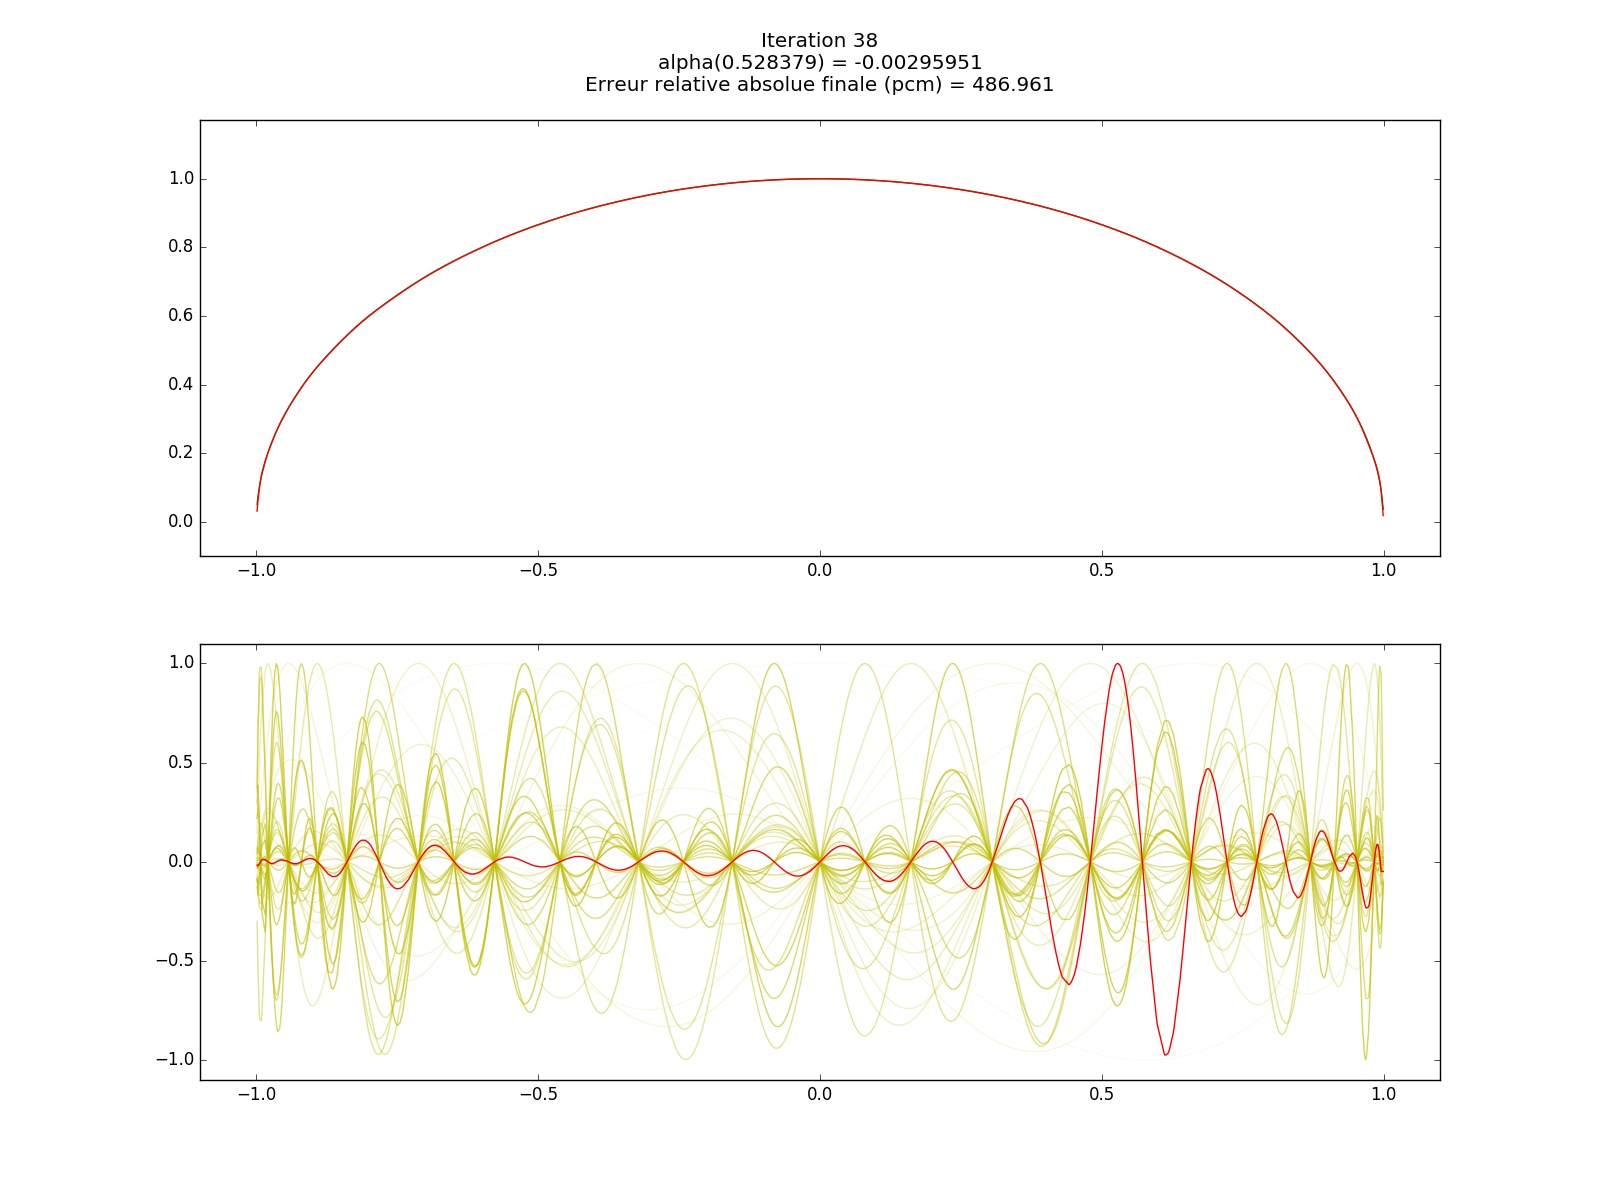 Iteration 38
alpha(0.528379) = -0.00295951
Erreur relative absolue finale (pcm) = 486.961
1.0
0.8
0.6
0.4
0.2
0.0
−1.0 −0.5 0.0 0.5 1.0
1.0
0.5
0.0
−0.5
−1.0
−1.0 −0.5 0.0 0.5 1.0